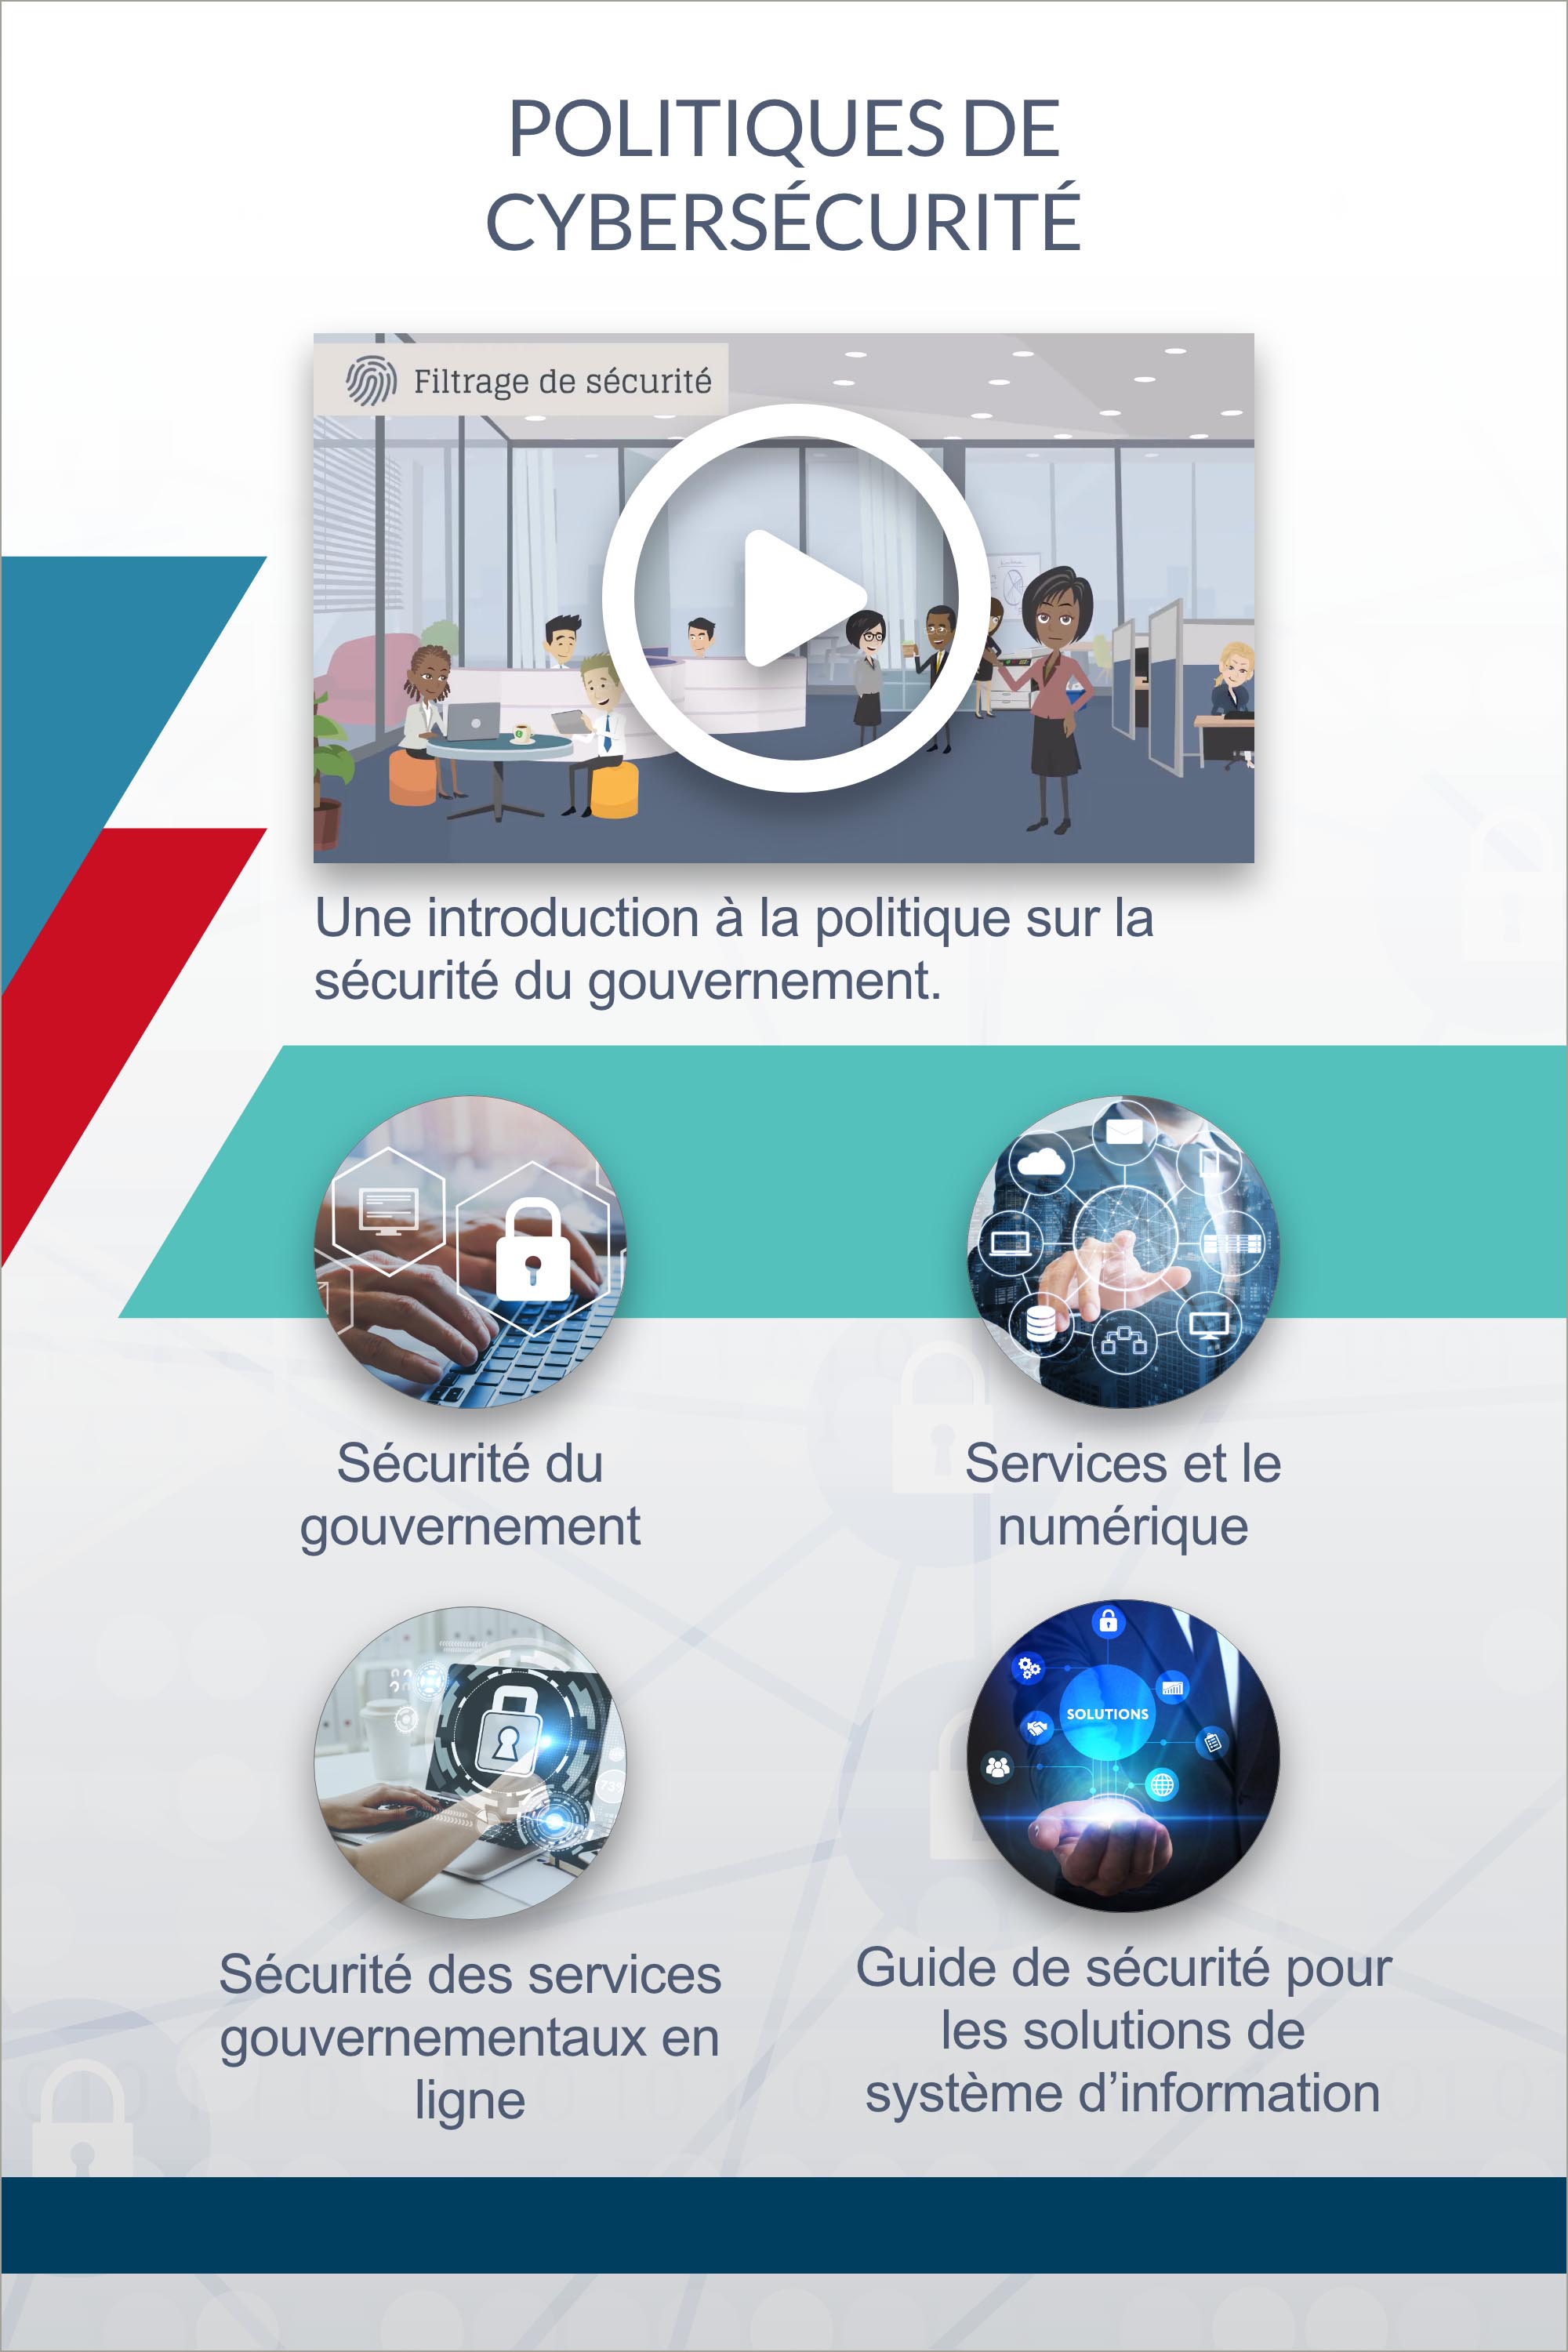 POLITIQUES DE
CYBERSÉCURITÉ
Filtrage de sécurité
Une introduction à la politique sur la
sécurité du gouvernement.
Sécurité du
gouvernement
Services et le
numérique
SOLUTIONS
Sécurité des services
gouvernementaux en
ligne
Guide de sécurité pour
les solutions de
système d’information